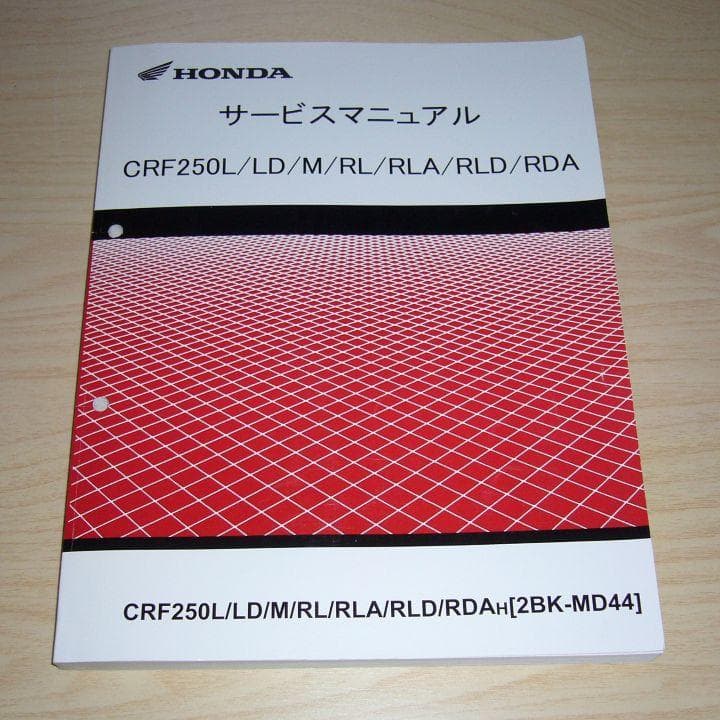 HONDA
サービスマニュアル
CRF250L/LD/M/RL/RLA/RLD/RDA
CRF250L/LD/M/RL/RLA/RLD/RDAH[2BK-MD44]